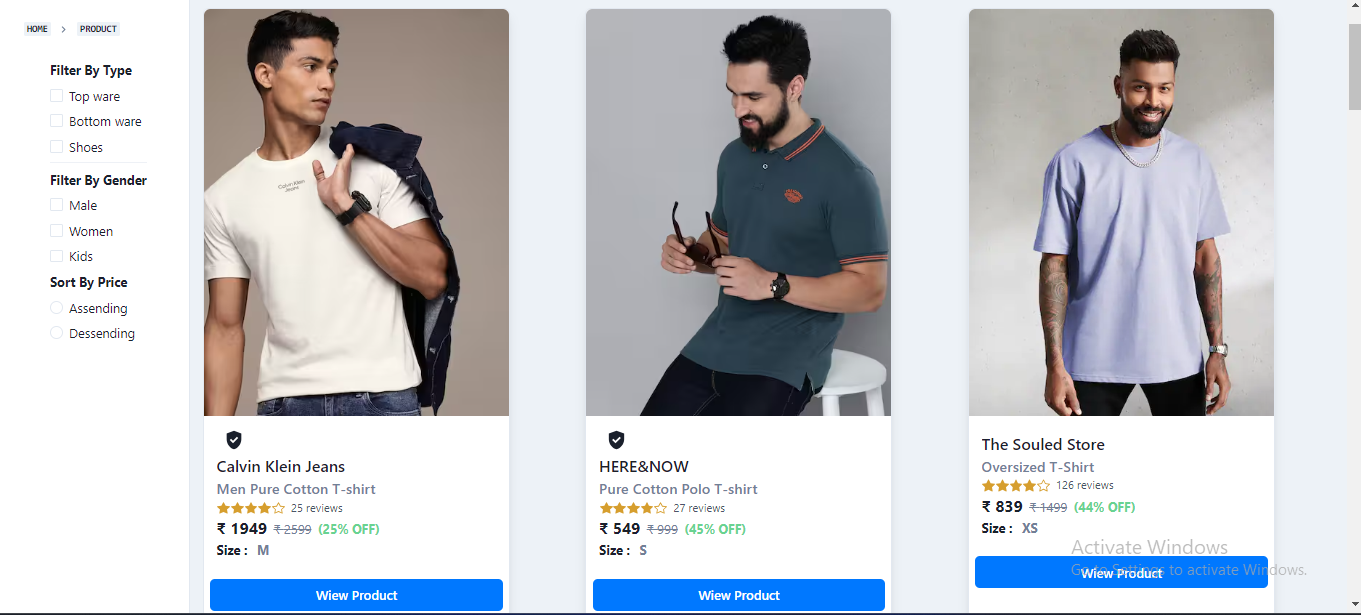 HOME > PRODUCT
Filter By Type
Top ware
Bottom ware
Shoes
Filter By Gender
Male
Women
Kids
Sort By Price
Assending
Dessending
Calvin Klein
Jeans
Calvin Klein Jeans
Men Pure Cotton T-shirt
25 reviews
₹ 1949 ₹ 2599 (25% OFF)
Size : M
Wiew Product
HERE&NOW
Pure Cotton Polo T-shirt
27 reviews
₹ 549 ₹ 999 (45% OFF)
Size : S
Wiew Product
The Souled Store
Oversized T-Shirt
126 reviews
₹ 839 ₹ 1499 (44% OFF)
Size : XS
Wiew Product
Activate Windows
Go to Settings to activate Windows.